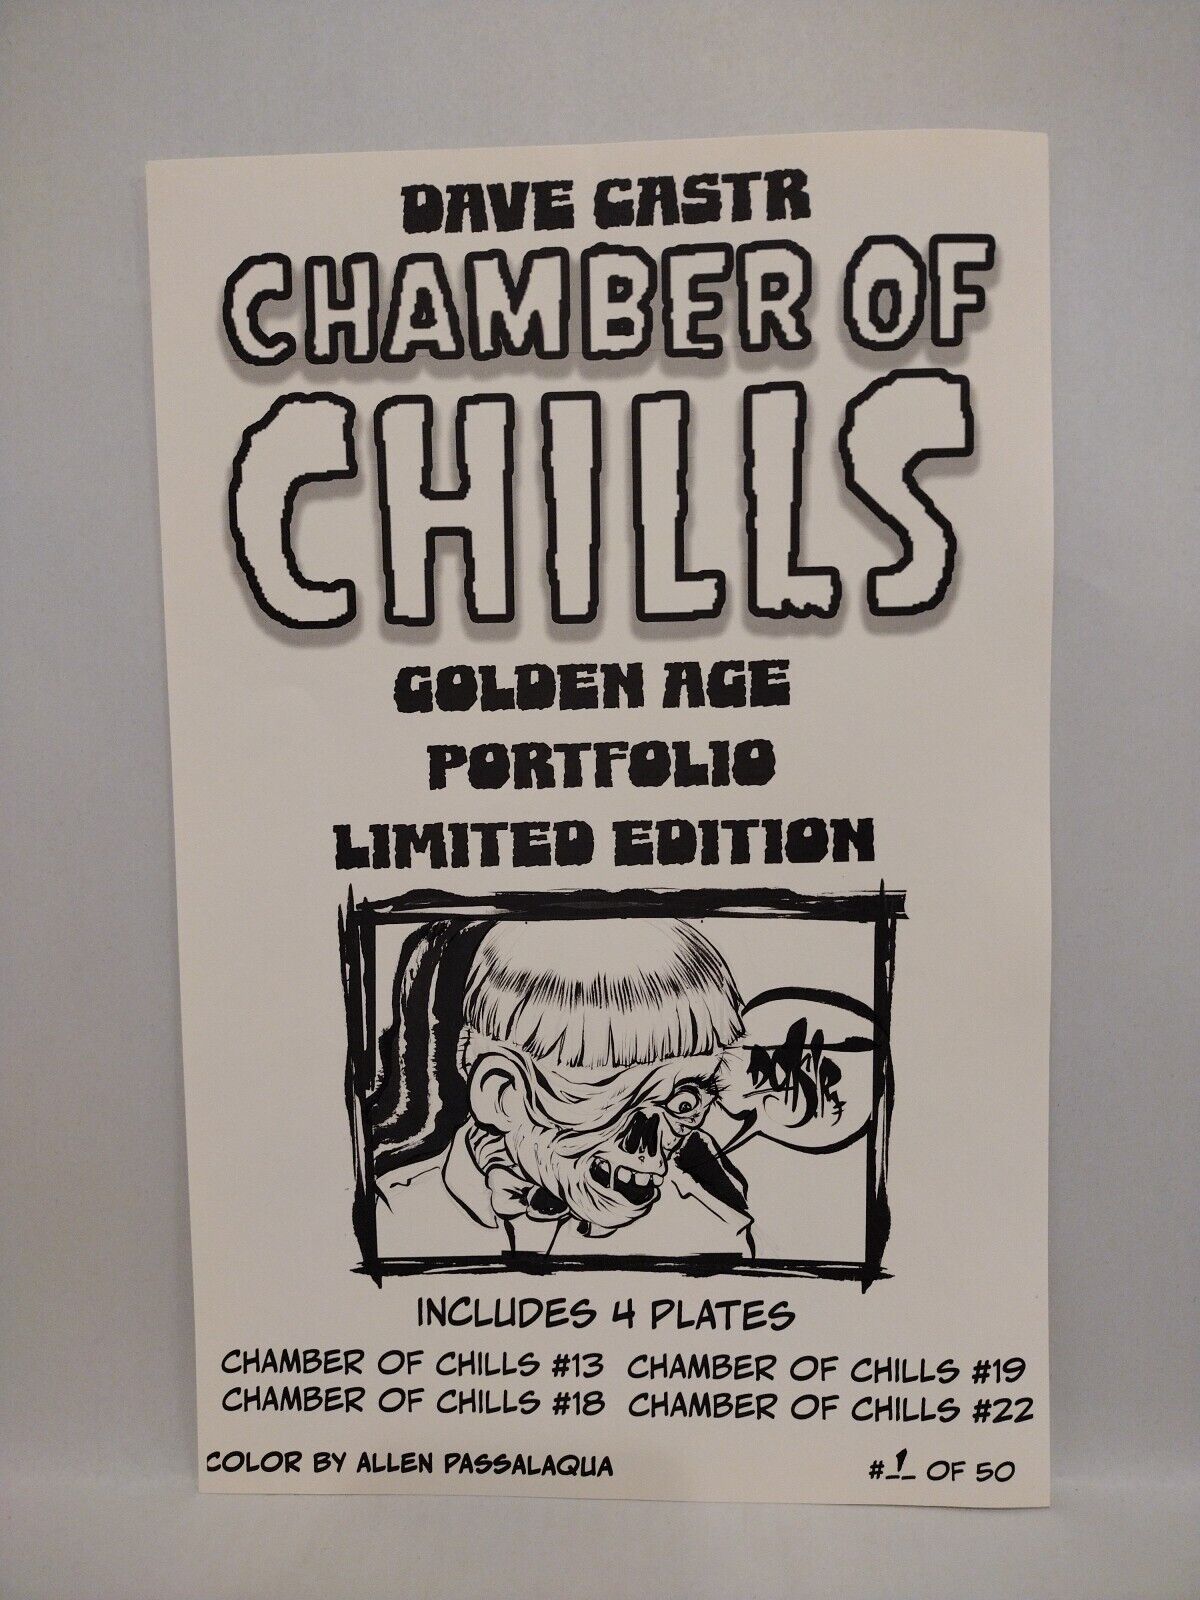 DAVE CASTR
CHAMBER OF
CHILLS
GOLDEN AGE
PORTFOLIO
LIMITED EDITION
DCASTR
INCLUDES 4 PLATES
CHAMBER OF CHILLS #13 CHAMBER OF CHILLS #19
CHAMBER OF CHILLS #18 CHAMBER OF CHILLS #22
COLOR BY ALLEN PASSALAQUA #1 OF 50